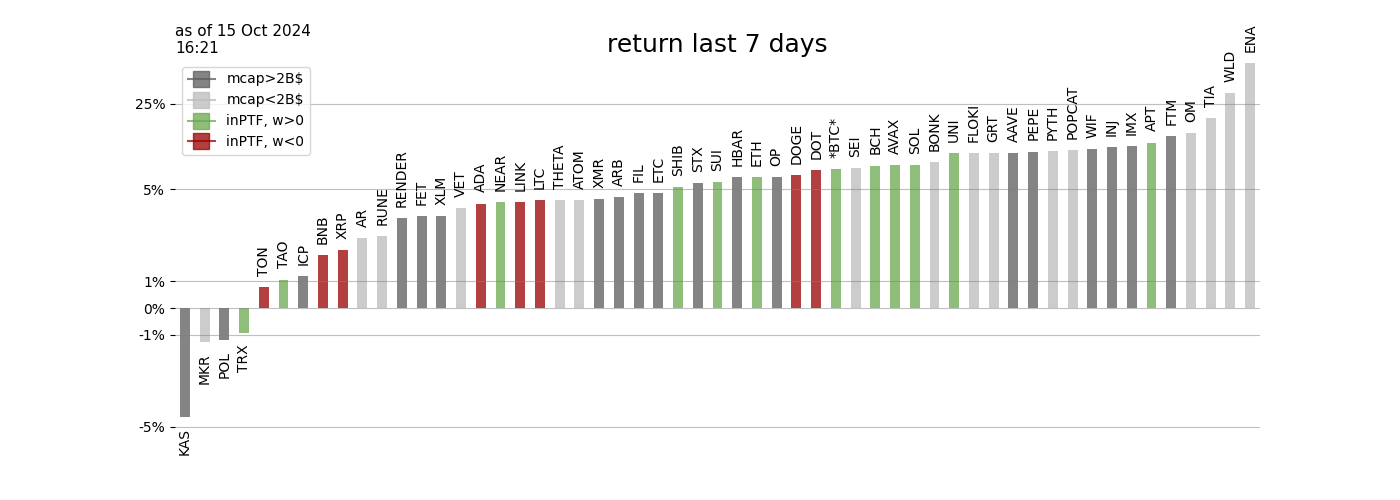 as of 15 Oct 2024
16:21
return last 7 days
mcap>2B$
mcap<2B$
inPTF, w>0
inPTF, w<0
25%
5%
1%
0%
-1%
-5%
KAS
MKR
POL
TRX
TON
TAO
ICP
BNB
XRP
AR
RUNE
RENDER
FET
XLM
VET
ADA
NEAR
LINK
LTC
THETA
ATOM
XMR
ARB
FIL
ETC
SHIB
STX
SUI
HBAR
ETH
OP
DOGE
DOT
*BTC*
SEI
BCH
AVAX
SOL
BONK
UNI
FLOKI
GRT
AAVE
PEPE
PYTH
POPCAT
WIF
INJ
IMX
APT
FTM
OM
TIA
WLD
ENA